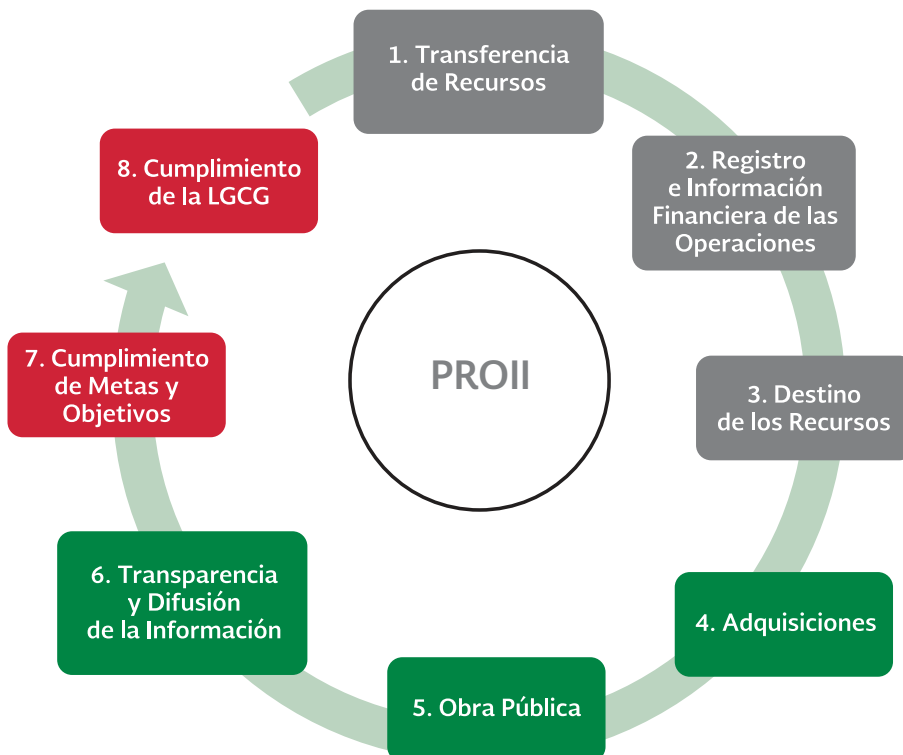 1. Transferencia
de Recursos
2. Registro
e Información
Financiera de las
Operaciones
3. Destino
de los Recursos
4. Adquisiciones
5. Obra Pública
6. Transparencia
y Difusión
de la Información
7. Cumplimiento
de Metas y
Objetivos
8. Cumplimiento
de la LGCG
PROII